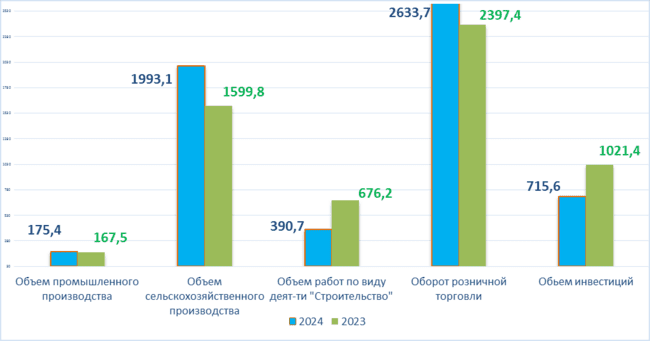 2633,7
2397,4
1993,1
1599,8
1021,4
715,6
676,2
390,7
175,4
167,5
Объем промышленного
производства
Объем
сельскохозяйственного
производства
Объем работ по виду
деят-ти "Строительство"
Оборот розничной
торговли
Обьем инвестиций
2024 2023